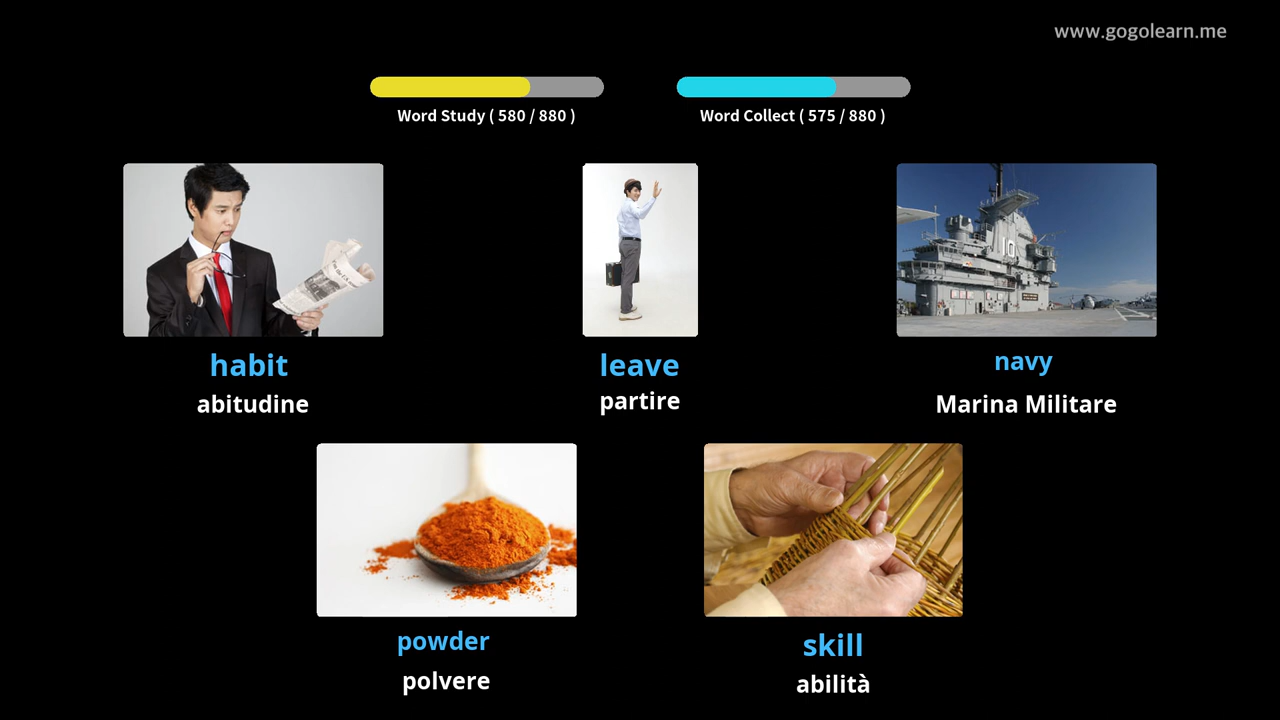 www.gogolearn.me
Word Study ( 580 / 880 )
Word Collect ( 575 / 880 )
10
habit
abitudine
leave
partire
navy
Marina Militare
powder
polvere
skill
abilità